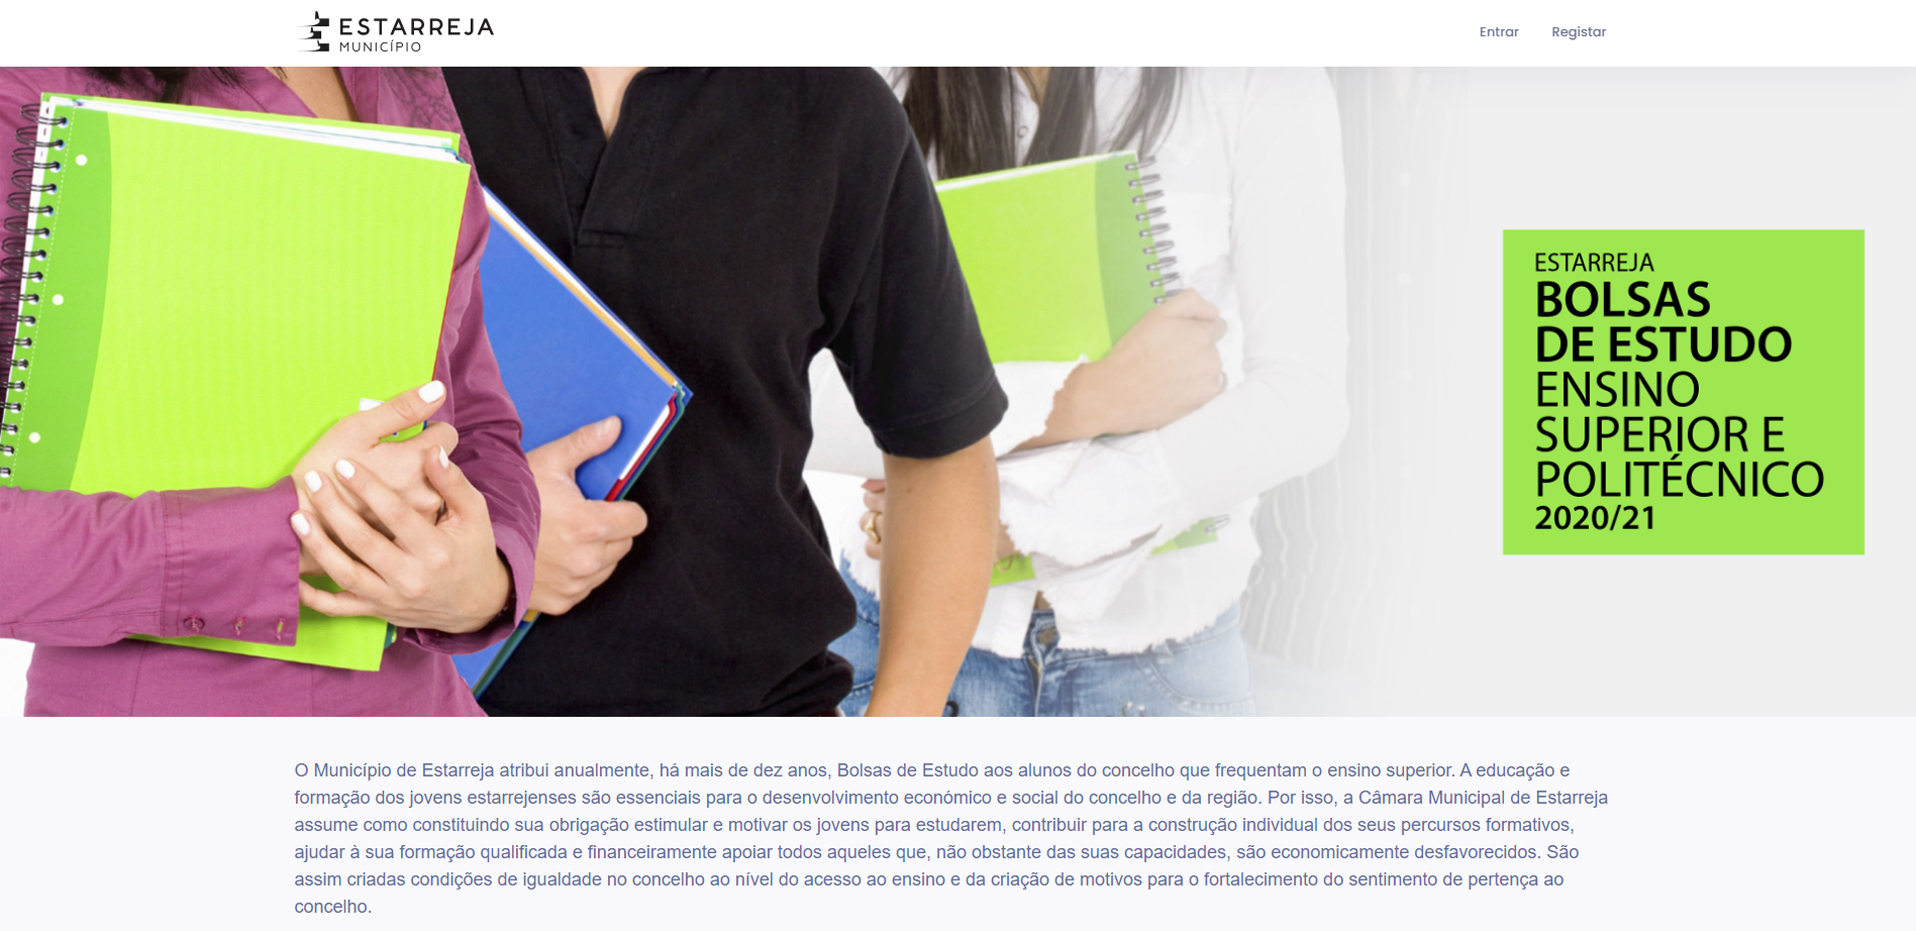 ESTARREJA
MUNICÍPIO
Entrar
Registar
ESTARREJA
BOLSAS
DE ESTUDO
ENSINO
SUPERIOR E
POLITÉCNICO
2020/21
O Município de Estarreja atribui anualmente, há mais de dez anos, Bolsas de Estudo aos alunos do concelho que frequentam o ensino superior. A educação e
formação dos jovens estarrejenses são essenciais para o desenvolvimento económico e social do concelho e da região. Por isso, a Câmara Municipal de Estarreja
assume como constituindo sua obrigação estimular e motivar os jovens para estudarem, contribuir para a construção individual dos seus percursos formativos,
ajudar à sua formação qualificada e financeiramente apoiar todos aqueles que, não obstante das suas capacidades, são economicamente desfavorecidos. São
assim criadas condições de igualdade no concelho ao nível do acesso ao ensino e da criação de motivos para o fortalecimento do sentimento de pertença ao
concelho.